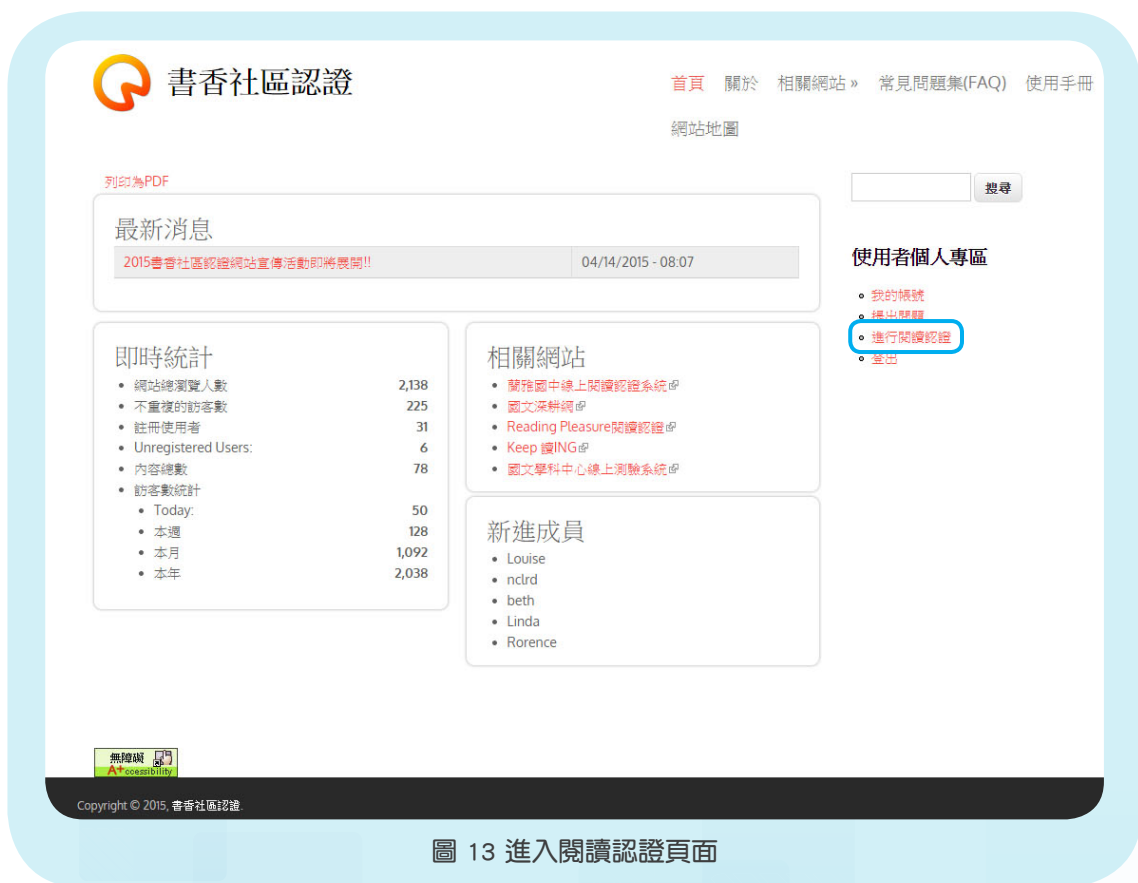 書香社區認證
首頁 關於 相關網站 » 常見問題集(FAQ) 使用手冊
網站地圖
列印為PDF
搜尋
最新消息
2015書香社區認證網站宣傳活動即將展開!! 04/14/2015 - 08:07
使用者個人專區
我的帳號
提出問題
進行閱讀認證
登出
即時統計
網站總瀏覽人數 2,138
不重複的訪客數 225
註冊使用者 31
Unregistered Users: 6
內容總數 78
訪客數統計
Today: 50
本週 128
本月 1,092
本年 2,038
相關網站
蘭雅國中線上閱讀認證系統
國文深耕網
Reading Pleasure閱讀認證
Keep 讀ING
國文學科中心線上測驗系統
新進成員
Louise
nclrd
beth
Linda
Rorence
無障礙
A+ccessibility
Copyright © 2015, 書香社區認證.
圖 13 進入閱讀認證頁面